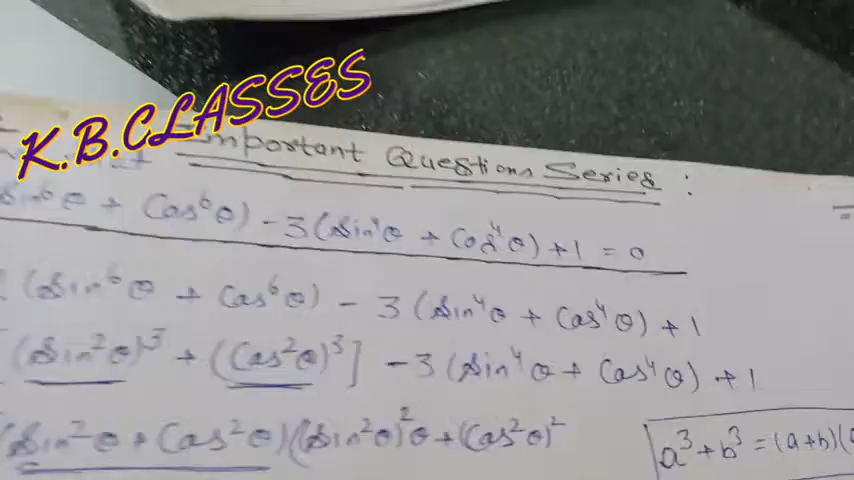 K.B.CLASSES
Important Questions Series :
Sin⁶θ + Cos⁶θ) - 3(Sin⁴θ + Cos⁴θ) + 1 = 0
(Sin⁶θ + Cos⁶θ) - 3(Sin⁴θ + Cos⁴θ) + 1
(Sin²θ)³ + (Cos²θ)³] - 3(Sin⁴θ + Cos⁴θ) + 1
(Sin²θ + Cos²θ)(Sin²θ)²θ + (Cos²θ)²
a³+b³ = (a+b)(